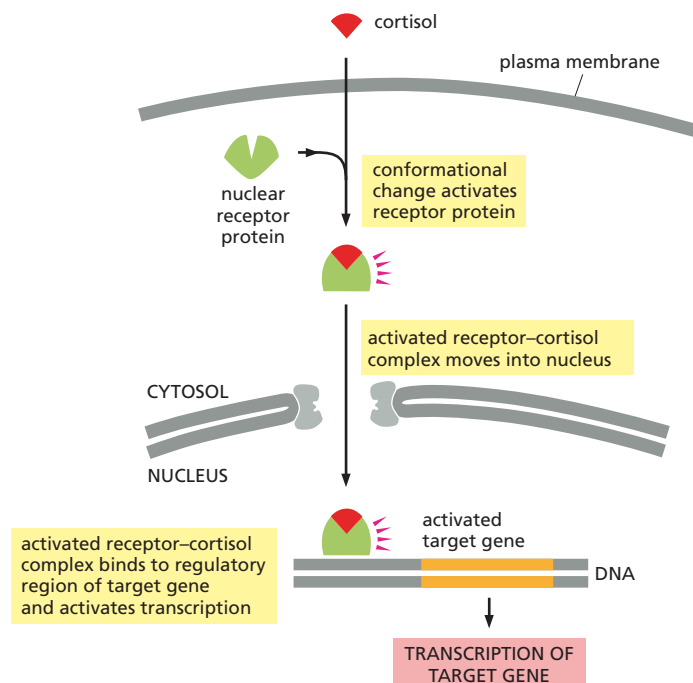 cortisol
plasma membrane
nuclear
receptor
protein
conformational
change activates
receptor protein
activated receptor–cortisol
complex moves into nucleus
CYTOSOL
NUCLEUS
activated receptor–cortisol
complex binds to regulatory
region of target gene
and activates transcription
activated
target gene
DNA
TRANSCRIPTION OF
TARGET GENE